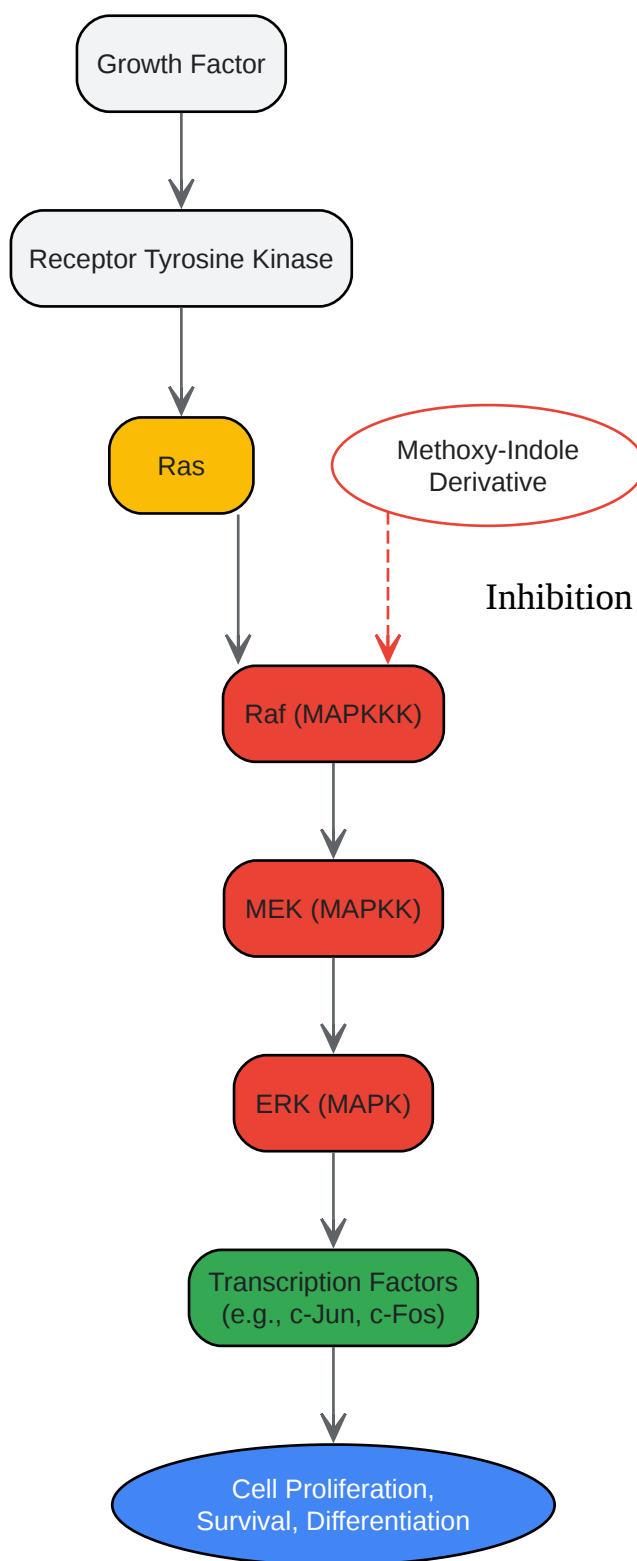 Growth Factor
Receptor Tyrosine Kinase
Ras
Methoxy-Indole
Derivative
Inhibition
Raf (MAPKKK)
MEK (MAPKK)
ERK (MAPK)
Transcription Factors
(e.g., c-Jun, c-Fos)
Cell Proliferation,
Survival, Differentiation